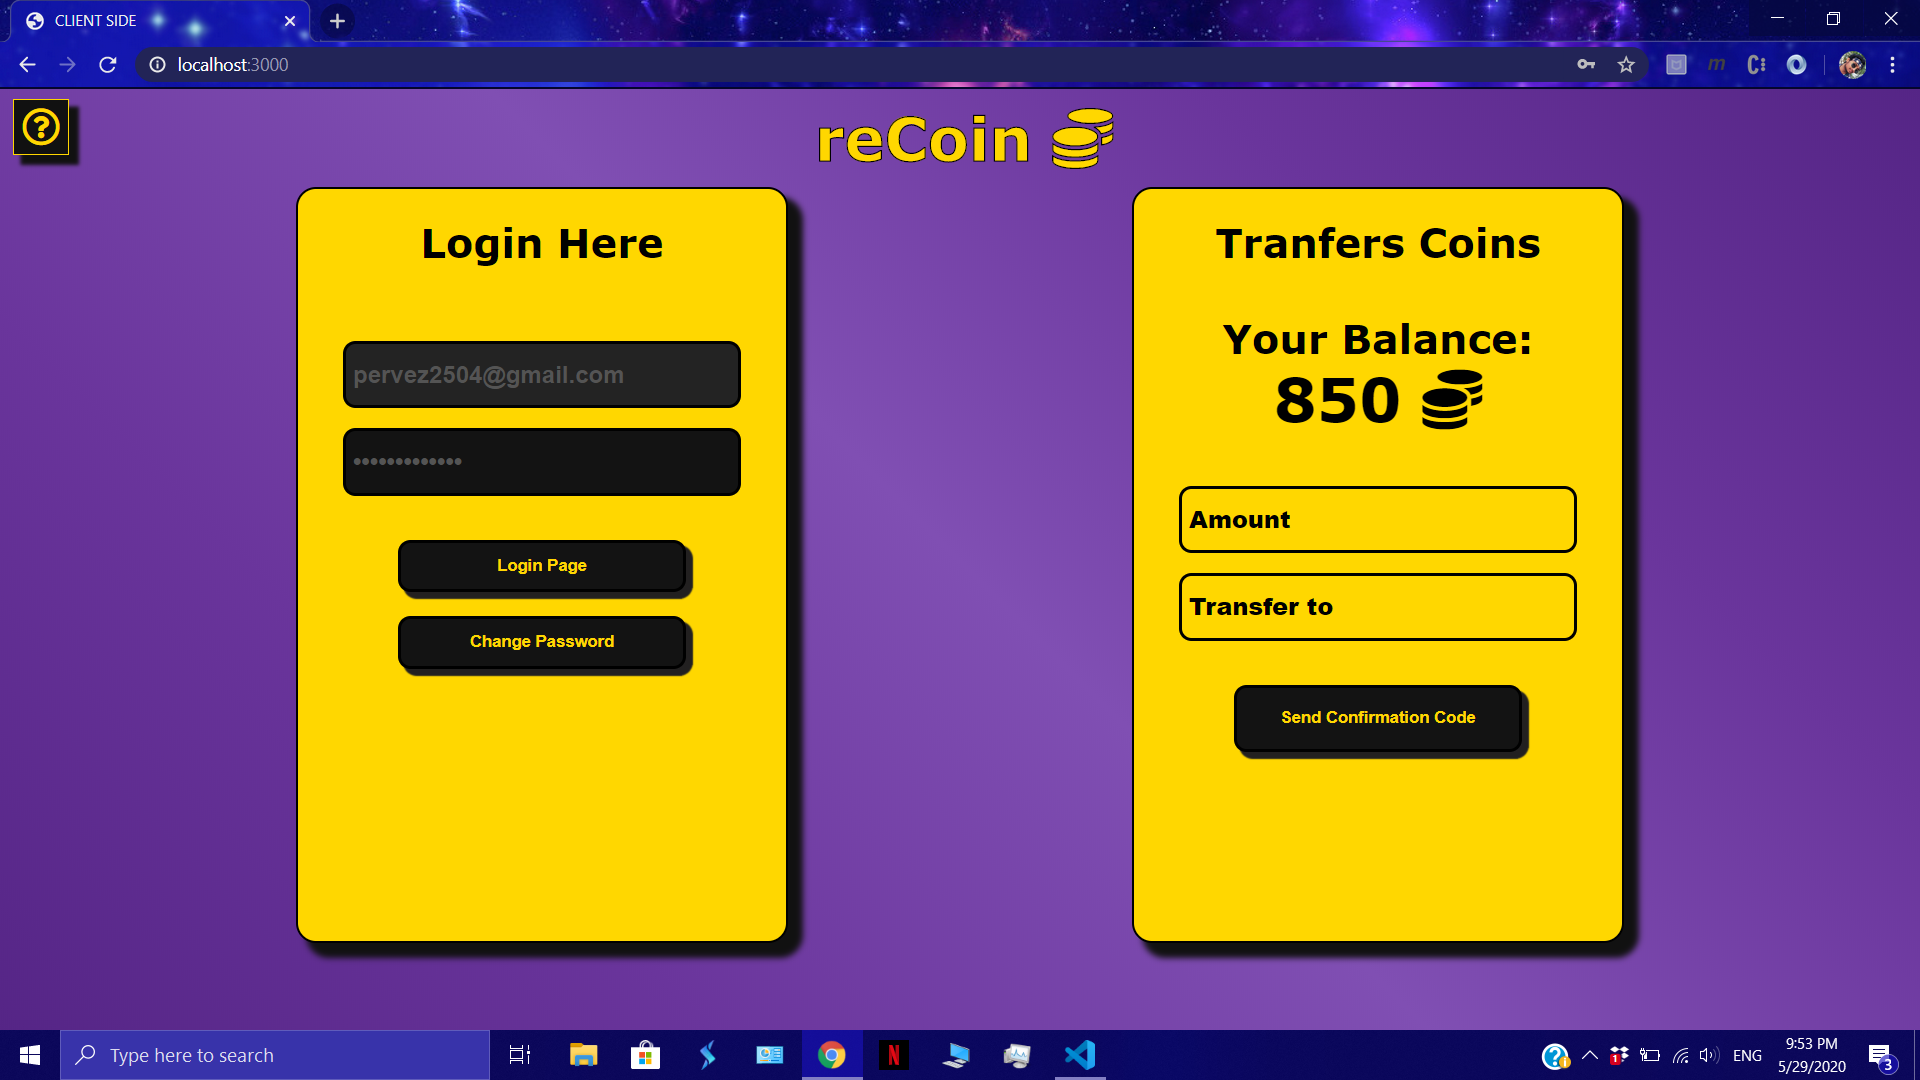 CLIENT SIDE
localhost:3000
reCoin
Login Here
pervez2504@gmail.com
•••••••••••••
Login Page
Change Password
Tranfers Coins
Your Balance:
850
Amount
Transfer to
Send Confirmation Code
Type here to search
ENG
9:53 PM
5/29/2020
3